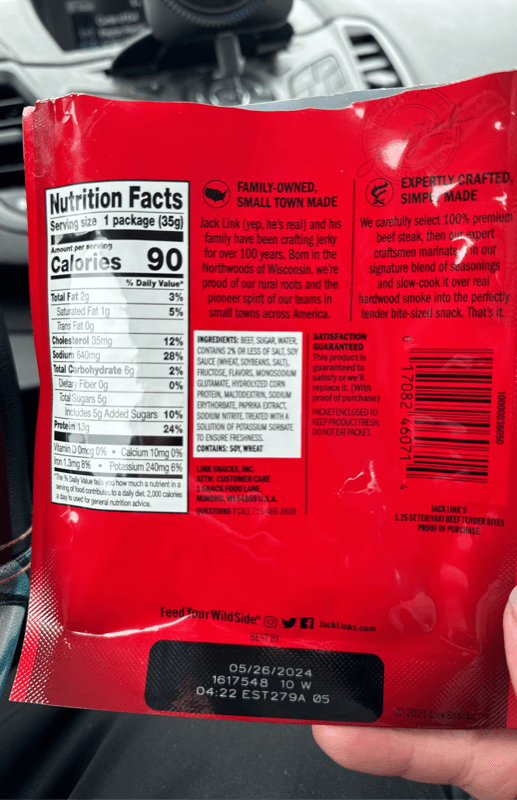 Nutrition Facts
Serving size 1 package (35g)
Amount per serving
Calories 90
% Daily Value*
Total Fat 2g 3%
Saturated Fat 1g 5%
Trans Fat 0g
Cholesterol 35mg 12%
Sodium 640mg 28%
Total Carbohydrate 6g 2%
Dietary Fiber 0g 0%
Total Sugars 5g
Includes 5g Added Sugars 10%
Protein 13g 24%
Vitamin D 0mcg 0% • Calcium 10mg 0%
Iron 1.3mg 8% • Potassium 240mg 6%
*The % Daily Value tells you how much a nutrient in a
serving of food contributes to a daily diet. 2,000 calories
a day is used for general nutrition advice.
FAMILY-OWNED,
SMALL TOWN MADE
Jack Link (yep, he's real) and his
family have been crafting jerky
for over 100 years. Born in the
Northwoods of Wisconsin, we're
proud of our rural roots and the
pioneer spirit of our teams in
small towns across America.
EXPERTLY CRAFTED,
SIMPLY MADE
We carefully select 100% premium
beef steak, then our expert
craftsmen marinate in our
signature blend of seasonings
and slow-cook it over real
hardwood smoke into the perfectly
tender bite-sized snack. That's it.
INGREDIENTS: BEEF, SUGAR, WATER,
CONTAINS 2% OR LESS OF SALT, SOY
SAUCE (WHEAT, SOYBEANS, SALT),
FRUCTOSE, FLAVORS, MONOSODIUM
GLUTAMATE, HYDROLYZED CORN
PROTEIN, MALTODEXTRIN, SODIUM
ERYTHORBATE, PAPRIKA EXTRACT,
SODIUM NITRITE. TREATED WITH A
SOLUTION OF POTASSIUM SORBATE
TO ENSURE FRESHNESS.
CONTAINS: SOY, WHEAT
LINK SNACKS, INC.
ATTN: CUSTOMER CARE
1 SNACK FOOD LANE,
MINONG, WI 54859 U.S.A.
QUESTIONS? CALL 715-466-6606
SATISFACTION
GUARANTEED
This product is
guaranteed to
satisfy or we'll
replace it. (With
proof of purchase)
PACKET ENCLOSED TO
KEEP PRODUCT FRESH.
DO NOT EAT PACKET.
0 17082 46071 4
10000036050
JACK LINK'S
1.25 OZ TERIYAKI BEEF TENDER BITES
PROOF OF PURCHASE
Feed Your Wild Side™ JackLinks.com
BEST BY:
05/26/2024
1617548 10 W
04:22 EST279A 05
© 2021 Link Snacks